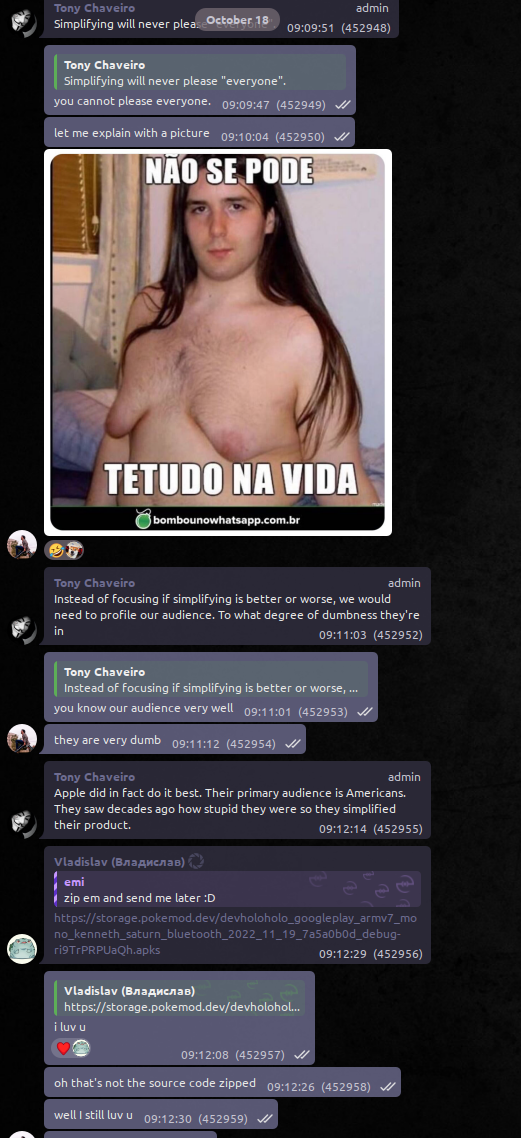 Tony Chaveiro
admin
October 18
Simplifying will never please "everyone".
09:09:51 (452948)
Tony Chaveiro
Simplifying will never please "everyone".
you cannot please everyone.
09:09:47 (452949)
let me explain with a picture
09:10:04 (452950)
NÃO SE PODE
TETUDO NA VIDA
bombounowhatsapp.com.br
Tony Chaveiro
admin
Instead of focusing if simplifying is better or worse, we would
need to profile our audience. To what degree of dumbness they're
in
09:11:03 (452952)
Tony Chaveiro
Instead of focusing if simplifying is better or worse, ...
you know our audience very well
09:11:01 (452953)
they are very dumb
09:11:12 (452954)
Tony Chaveiro
admin
Apple did in fact do it best. Their primary audience is Americans.
They saw decades ago how stupid they were so they simplified
their product.
09:12:14 (452955)
Vladislav (Владислав)
emi
zip em and send me later :D
https://storage.pokemod.dev/devholoholo_googleplay_armv7_mo
no_kenneth_saturn_bluetooth_2022_11_19_7a5a0b0d_debug-
ri9TrPRPUaQh.apks
09:12:29 (452956)
Vladislav (Владислав)
https://storage.pokemod.dev/devholohol...
i luv u
09:12:08 (452957)
oh that's not the source code zipped
09:12:26 (452958)
well I still luv u
09:12:30 (452959)